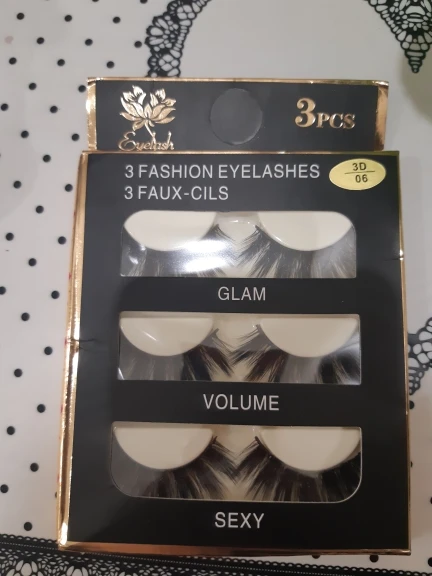 Eyelash
3PCS
3 FASHION EYELASHES
3 FAUX-CILS
3D
06
GLAM
VOLUME
SEXY